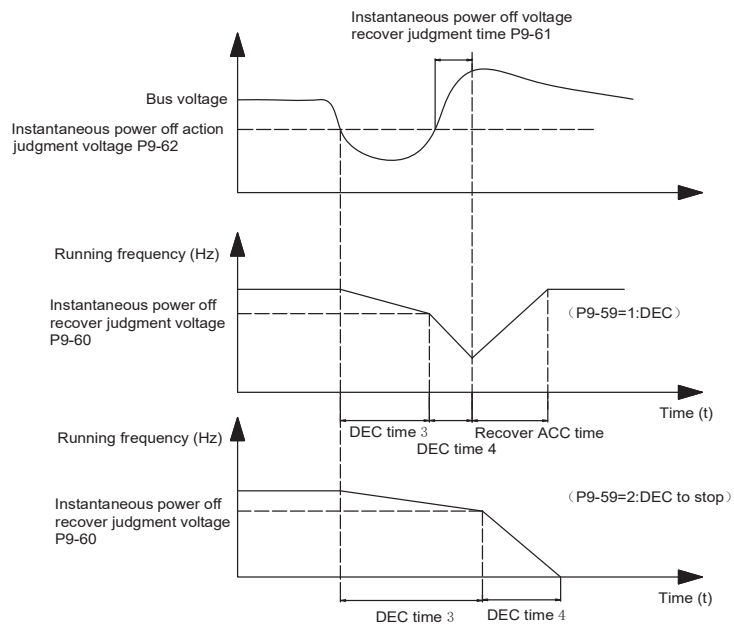 Instantaneous power off voltage
recover judgment time P9-61
Bus voltage
Instantaneous power off action
judgment voltage P9-62
Running frequency (Hz)
Instantaneous power off
recover judgment voltage
P9-60
（P9-59=1:DEC）
Time (t)
DEC time 3
Recover ACC time
DEC time 4
Running frequency (Hz)
Instantaneous power off
recover judgment voltage
P9-60
（P9-59=2:DEC to stop）
Time (t)
DEC time 3
DEC time 4